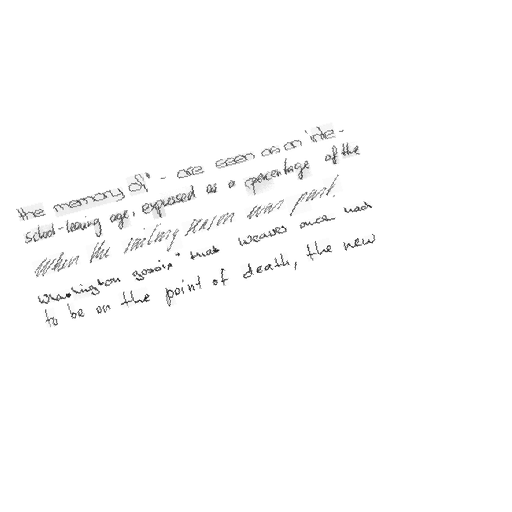 the memory of" - are seen as an inte-
school-leaving age, expressed as a percentage of the
When the sailing season was past.
Washington gossip that Weaver once had
to be on the point of death, the new